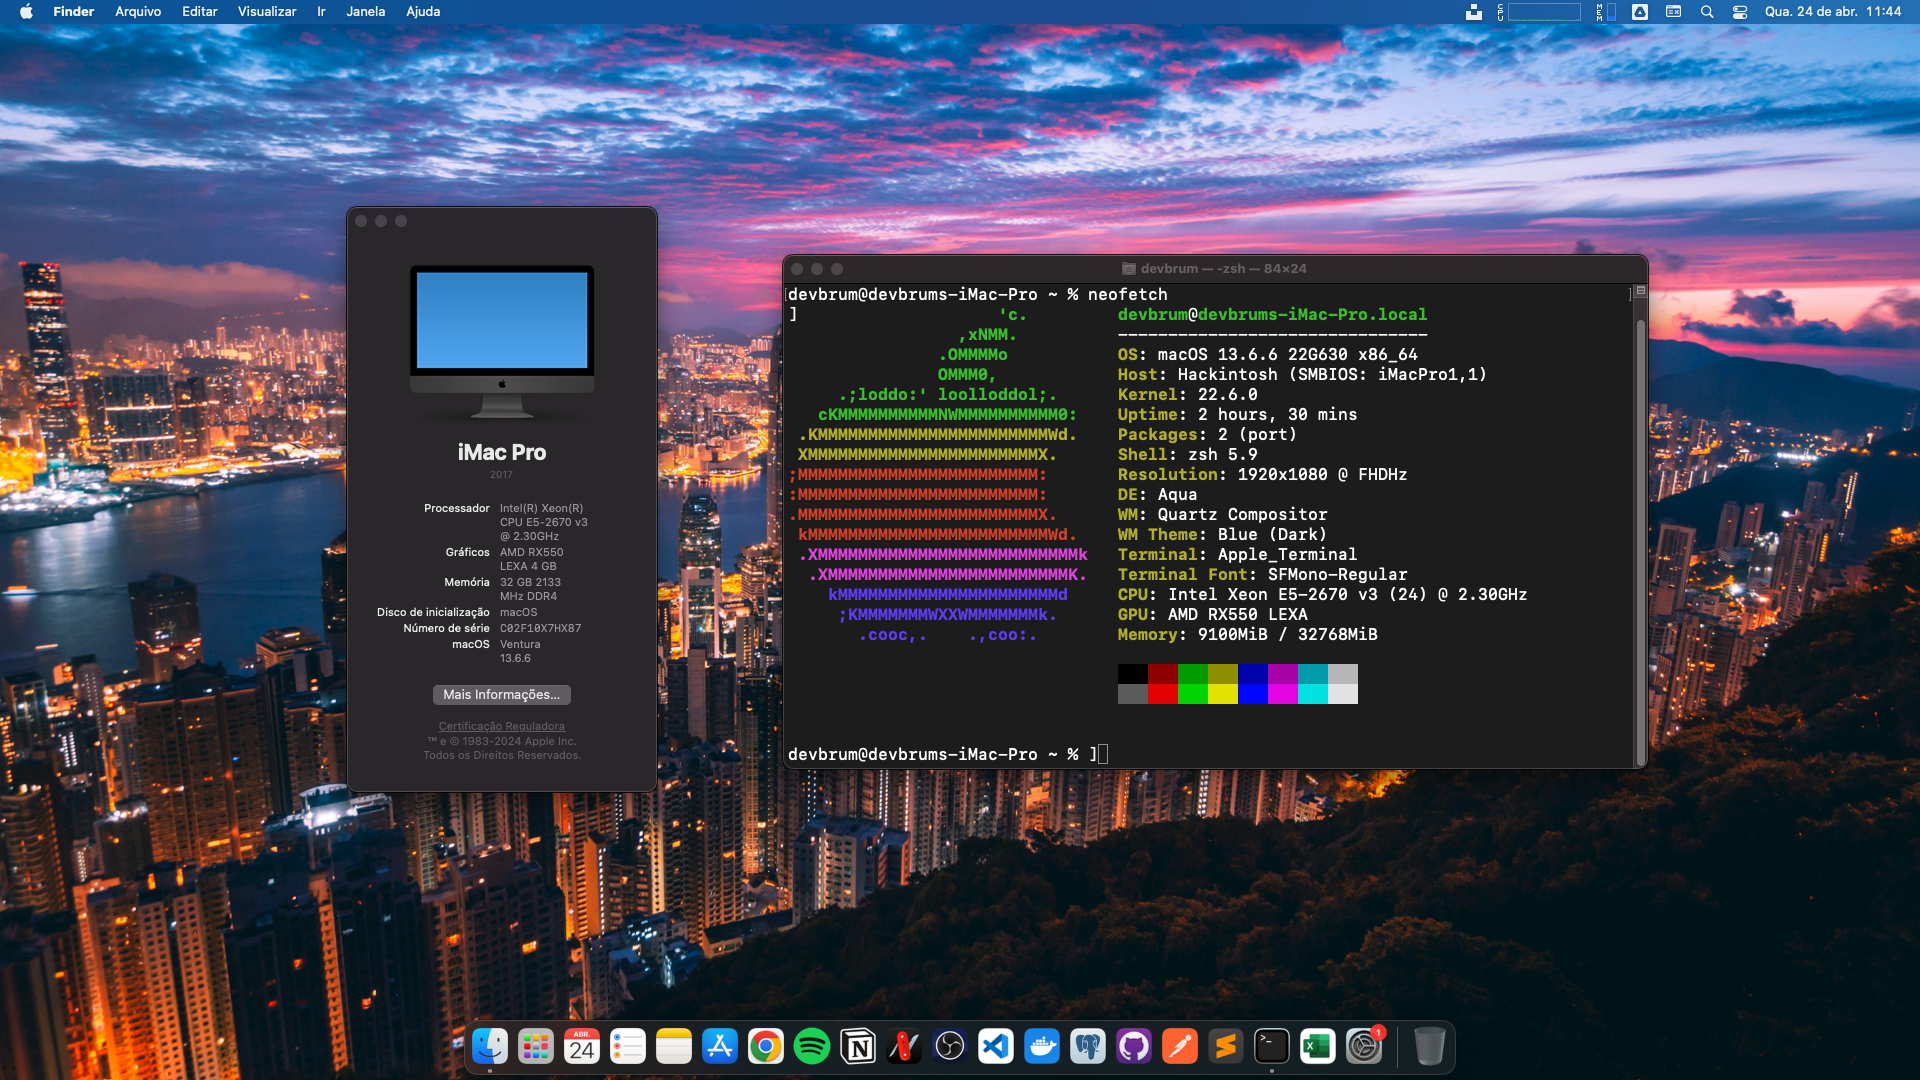 Finder Arquivo Editar Visualizar Ir Janela Ajuda
CPU
MEM
Qua. 24 de abr. 11:44
iMac Pro
2017
Processador Intel(R) Xeon(R)
CPU E5-2670 v3
@ 2.30GHz
Gráficos AMD RX550
LEXA 4 GB
Memória 32 GB 2133
MHz DDR4
Disco de inicialização macOS
Número de série C02F10X7HX87
macOS Ventura
13.6.6
Mais Informações...
Certificação Reguladora
™ e © 1983-2024 Apple Inc.
Todos os Direitos Reservados.
devbrum — -zsh — 84×24
[devbrum@devbrums-iMac-Pro ~ % neofetch ]
]                    'c.          devbrum@devbrums-iMac-Pro.local
                 ,xNMM.          -------------------------------
               .OMMMMo           OS: macOS 13.6.6 22G630 x86_64
               OMMM0,            Host: Hackintosh (SMBIOS: iMacPro1,1)
     .;loddo:' loolloddol;.      Kernel: 22.6.0
   cKMMMMMMMMMMNWMMMMMMMMMM0:    Uptime: 2 hours, 30 mins
 .KMMMMMMMMMMMMMMMMMMMMMMMWd.    Packages: 2 (port)
 XMMMMMMMMMMMMMMMMMMMMMMMX.      Shell: zsh 5.9
;MMMMMMMMMMMMMMMMMMMMMMMM:       Resolution: 1920x1080 @ FHDHz
:MMMMMMMMMMMMMMMMMMMMMMMM:       DE: Aqua
.MMMMMMMMMMMMMMMMMMMMMMMMX.      WM: Quartz Compositor
 kMMMMMMMMMMMMMMMMMMMMMMMMWd.    WM Theme: Blue (Dark)
 .XMMMMMMMMMMMMMMMMMMMMMMMMMMk   Terminal: Apple_Terminal
  .XMMMMMMMMMMMMMMMMMMMMMMMMK.   Terminal Font: SFMono-Regular
    kMMMMMMMMMMMMMMMMMMMMMMd     CPU: Intel Xeon E5-2670 v3 (24) @ 2.30GHz
     ;KMMMMMMMWXXWMMMMMMMk.      GPU: AMD RX550 LEXA
       .cooc,.    .,coo:.        Memory: 9100MiB / 32768MiB
devbrum@devbrums-iMac-Pro ~ % ]
ABR.
24
1